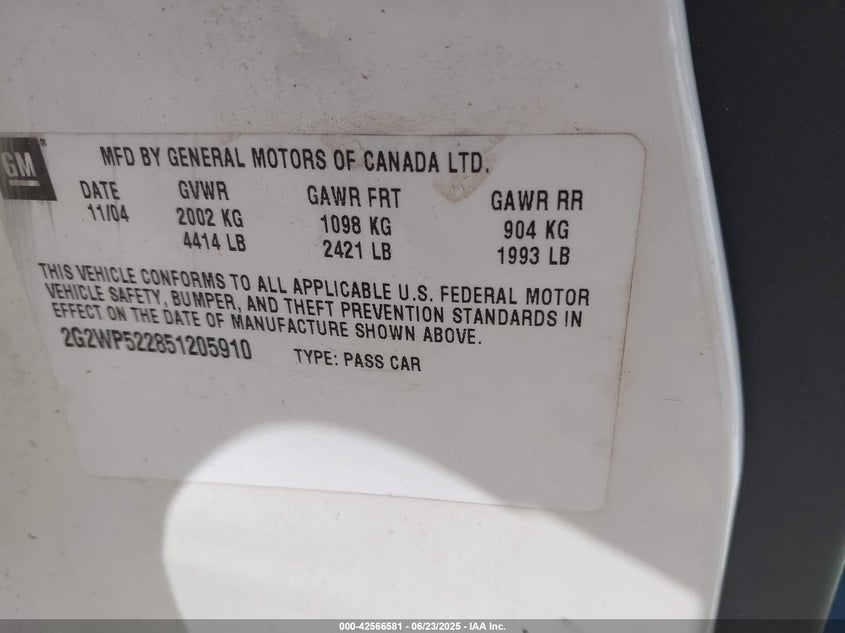 GM®
MFD BY GENERAL MOTORS OF CANADA LTD.
DATE GVWR GAWR FRT GAWR RR
11/04 2002 KG 1098 KG 904 KG
4414 LB 2421 LB 1993 LB
THIS VEHICLE CONFORMS TO ALL APPLICABLE U.S. FEDERAL MOTOR
VEHICLE SAFETY, BUMPER, AND THEFT PREVENTION STANDARDS IN
EFFECT ON THE DATE OF MANUFACTURE SHOWN ABOVE.
2G2WP522851205910 TYPE: PASS CAR
000-42566581 - 06/23/2025 - IAA Inc.